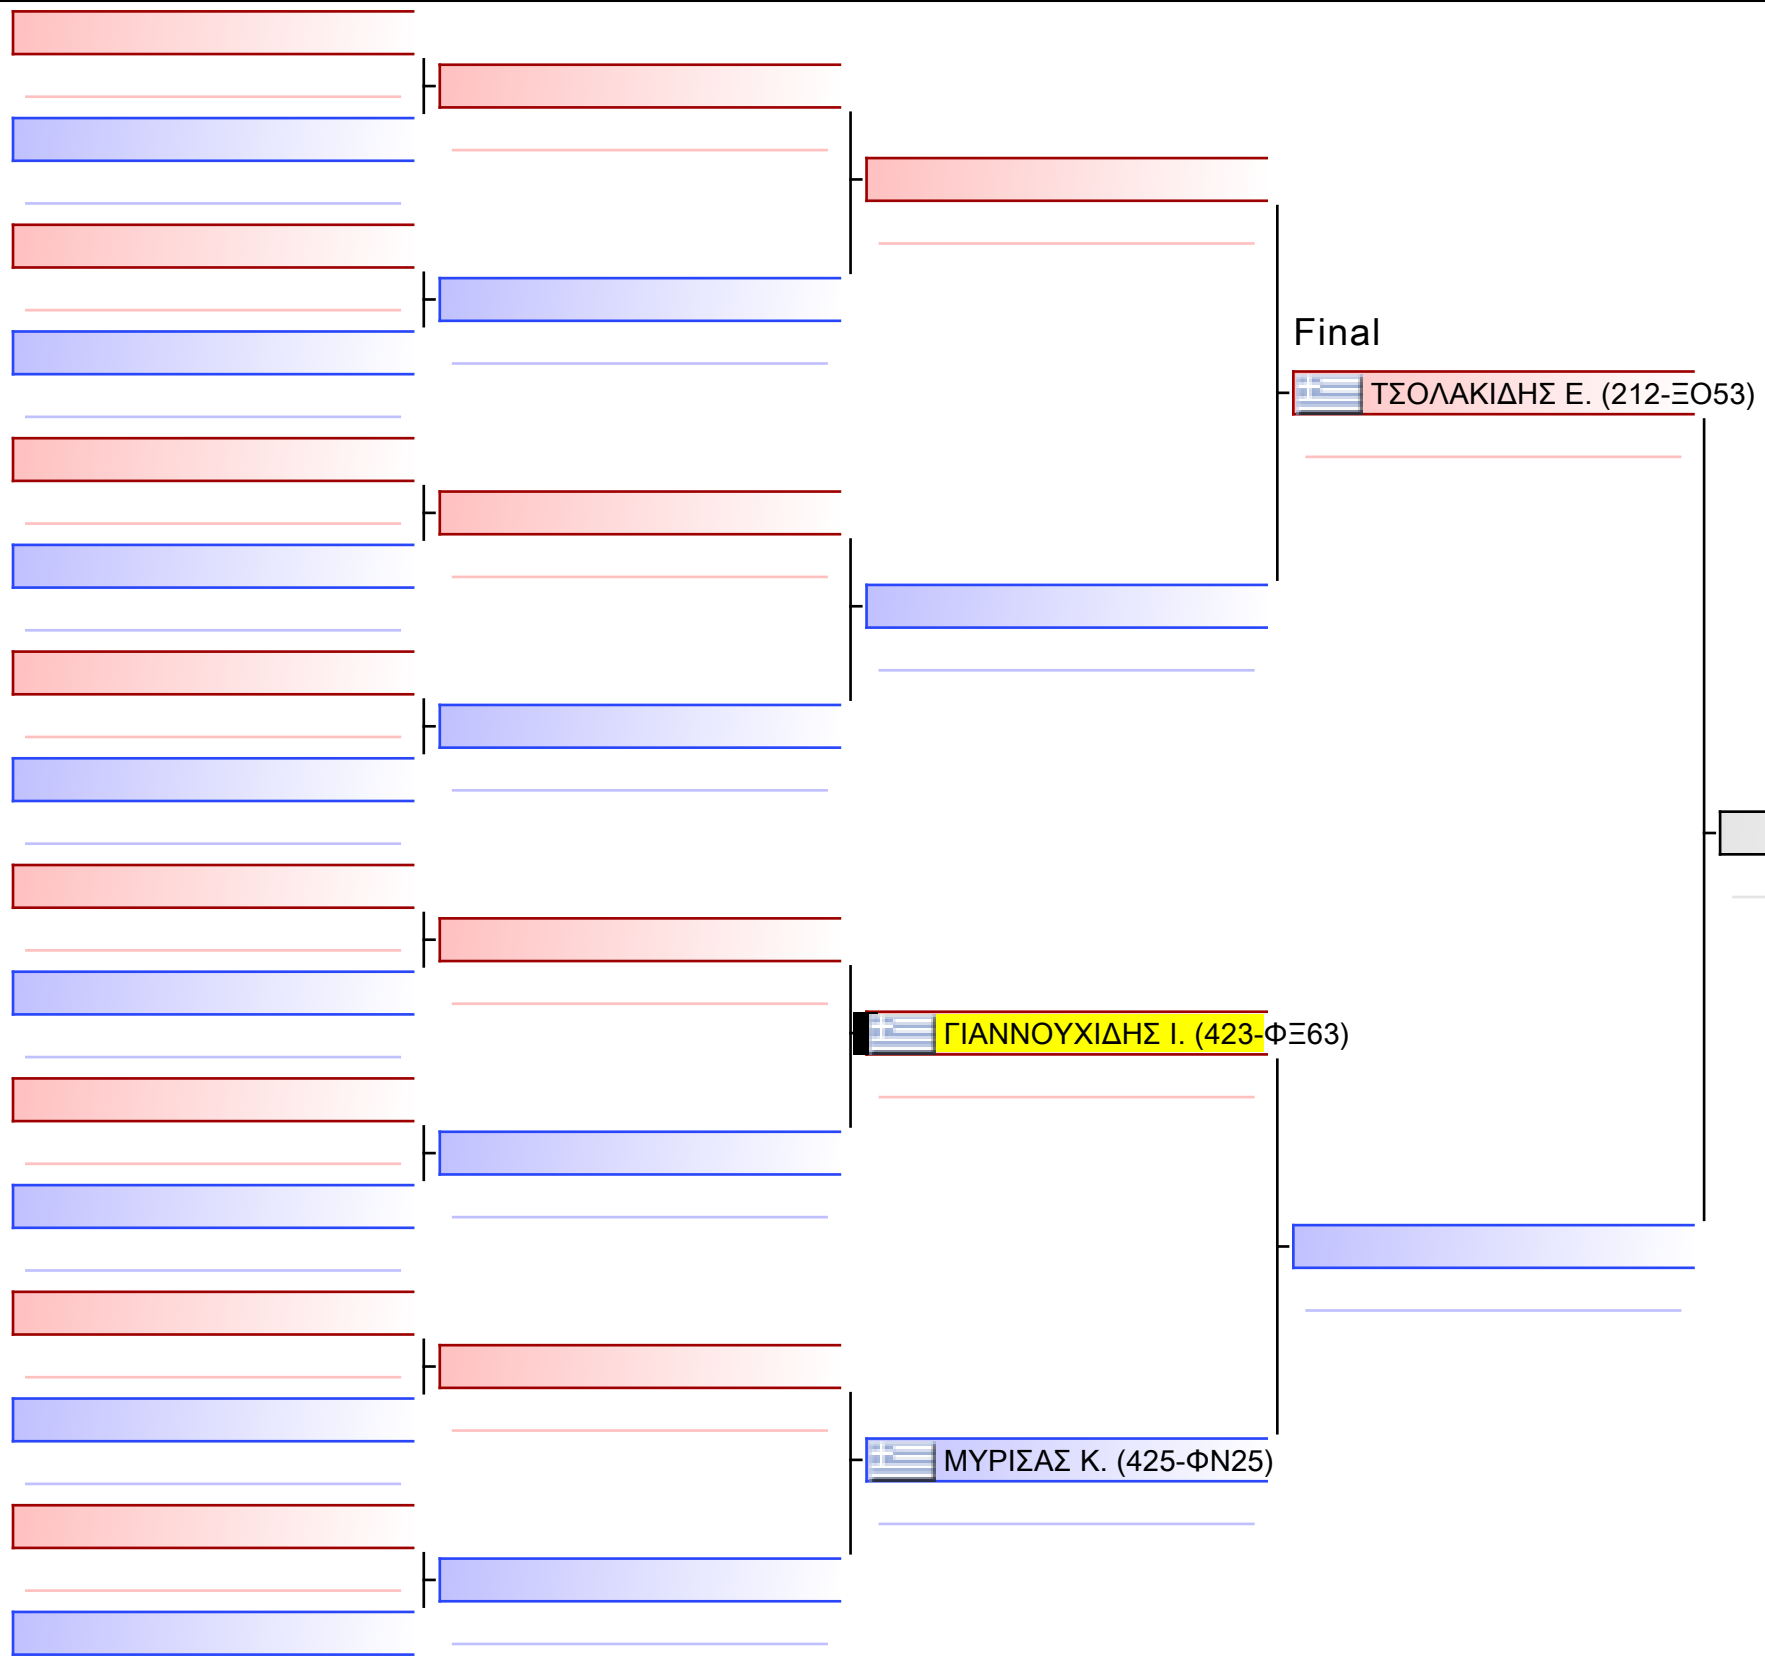 Final
ΤΣΟΛΑΚΙΔΗΣ Ε. (212-ΞΟ53)
ΓΙΑΝΝΟΥΧΙΔΗΣ Ι. (423-ΦΞ63)
ΜΥΡΙΣΑΣ Κ. (425-ΦΝ25)